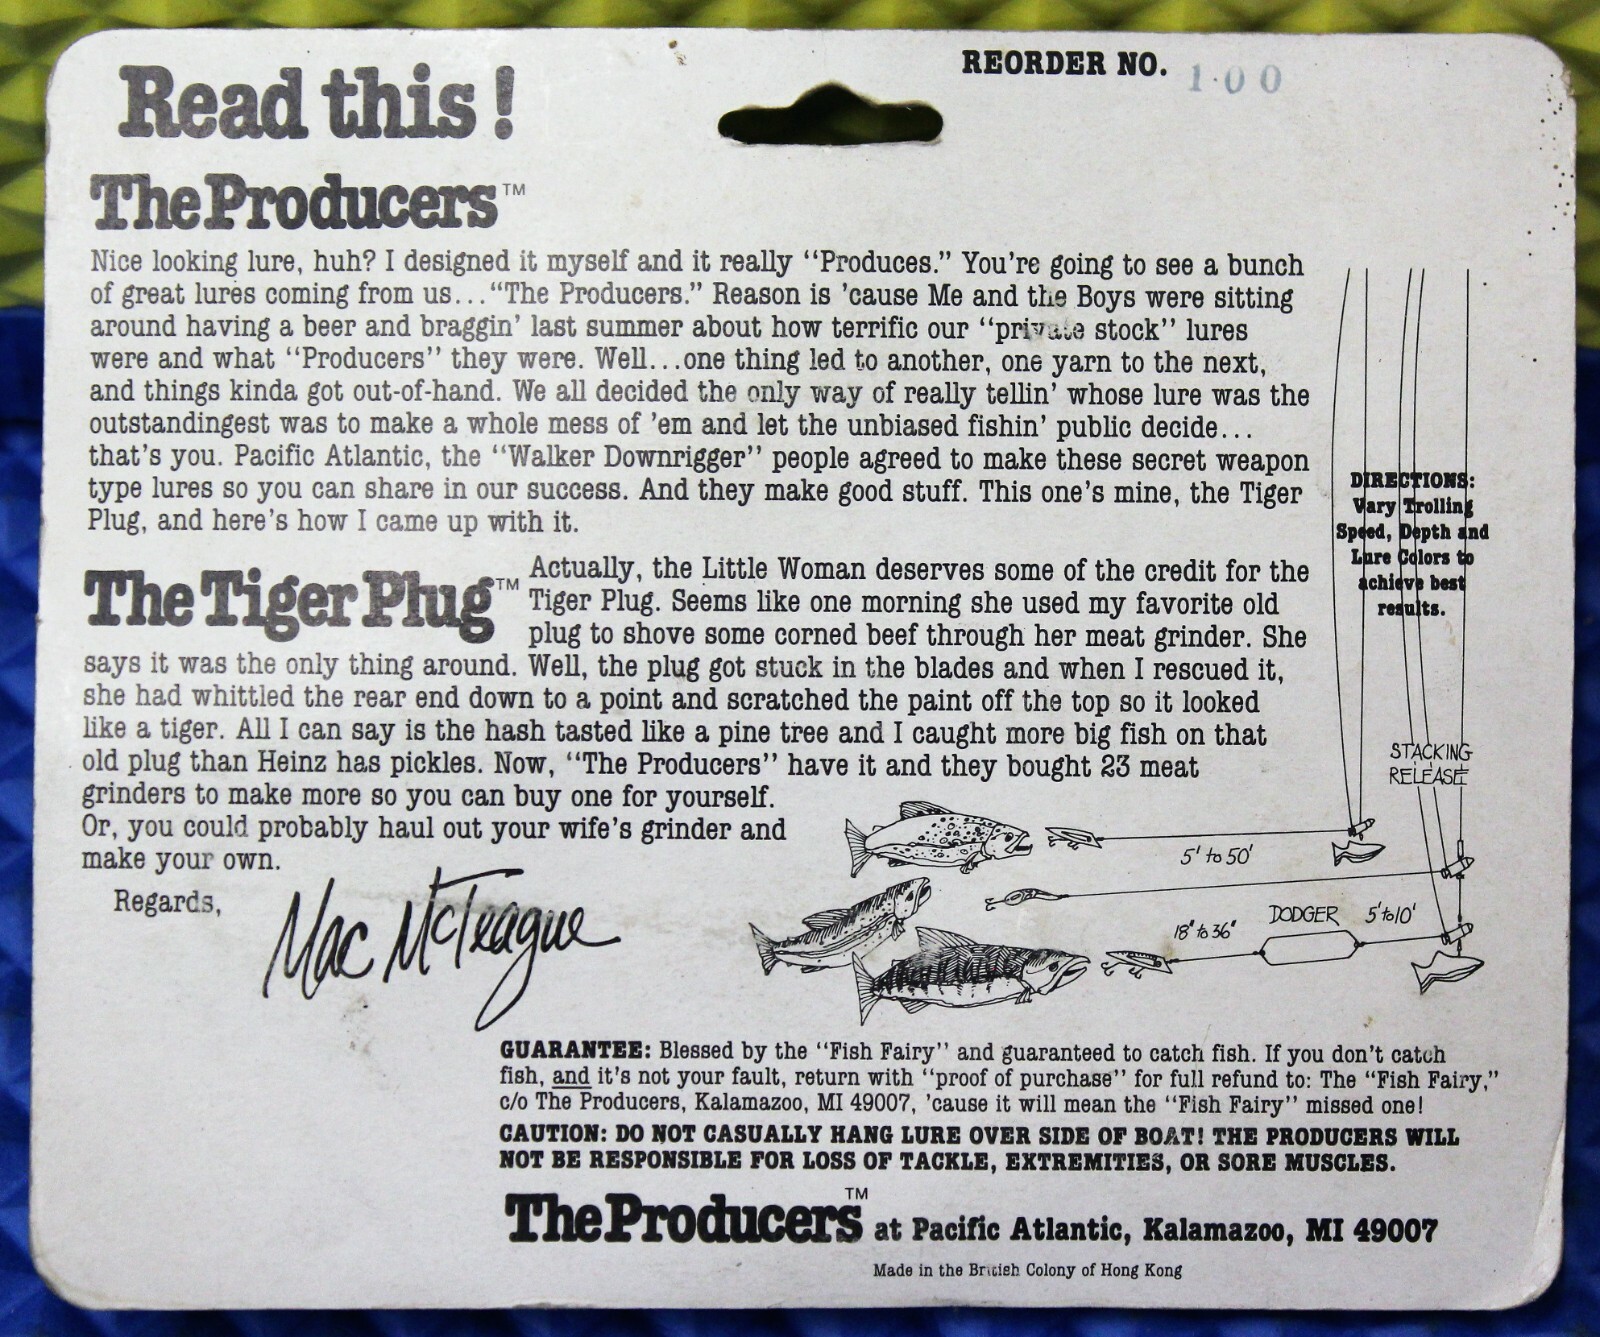 REORDER NO. 100
Read this!
The Producers™
Nice looking lure, huh? I designed it myself and it really “Produces.” You're going to see a bunch
of great lures coming from us...“The Producers.” Reason is 'cause Me and the Boys were sitting
around having a beer and braggin' last summer about how terrific our “private stock” lures
were and what “Producers” they were. Well...one thing led to another, one yarn to the next,
and things kinda got out-of-hand. We all decided the only way of really tellin' whose lure was the
outstandingest was to make a whole mess of 'em and let the unbiased fishin' public decide...
that's you. Pacific Atlantic, the “Walker Downrigger” people agreed to make these secret weapon
type lures so you can share in our success. And they make good stuff. This one's mine, the Tiger
Plug, and here's how I came up with it.
The Tiger Plug™
Actually, the Little Woman deserves some of the credit for the
Tiger Plug. Seems like one morning she used my favorite old
plug to shove some corned beef through her meat grinder. She
says it was the only thing around. Well, the plug got stuck in the blades and when I rescued it,
she had whittled the rear end down to a point and scratched the paint off the top so it looked
like a tiger. All I can say is the hash tasted like a pine tree and I caught more big fish on that
old plug than Heinz has pickles. Now, “The Producers” have it and they bought 23 meat
grinders to make more so you can buy one for yourself.
Or, you could probably haul out your wife's grinder and
make your own.
Regards,
Mac McTeague
DIRECTIONS:
Vary Trolling
Speed, Depth and
Lure Colors to
achieve best
results.
STACKING
RELEASE
5' to 50'
18" to 36"
DODGER
5' to 10'
GUARANTEE: Blessed by the “Fish Fairy” and guaranteed to catch fish. If you don't catch
fish, and it's not your fault, return with “proof of purchase” for full refund to: The “Fish Fairy,”
c/o The Producers, Kalamazoo, MI 49007, 'cause it will mean the “Fish Fairy” missed one!
CAUTION: DO NOT CASUALLY HANG LURE OVER SIDE OF BOAT! THE PRODUCERS WILL
NOT BE RESPONSIBLE FOR LOSS OF TACKLE, EXTREMITIES, OR SORE MUSCLES.
The Producers™ at Pacific Atlantic, Kalamazoo, MI 49007
Made in the British Colony of Hong Kong